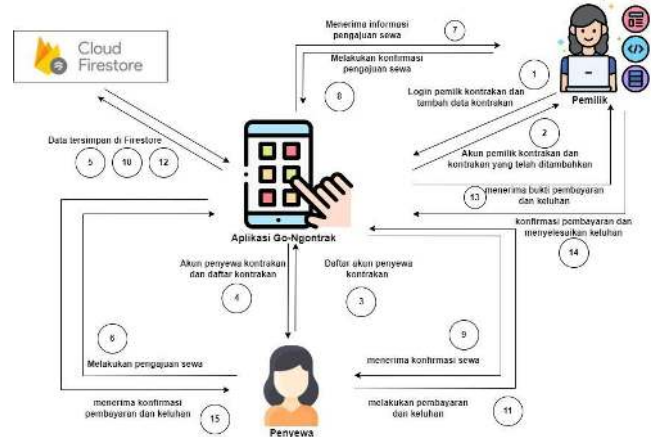 Menerima informasi
pengajuan sewa
7
Melakukan konfirmasi
pengajuan sewa
8
Cloud
Firestore
1
Login pemilk kontrakan dan
tambah data kontrakan
Pemilik
2
Akun pemilik kontrakan dan
kontrakan yang telah ditambahkan
Data tersimpan di Firestore
5
10
12
13
menerima bukti pembayaran
dan keluhan
konfirmasi pembayaran dan
menyelesaikan keluhan
14
Aplikasi Go-Ngontrak
Akun penyewa kontrakan
dan daftar kontrakan
4
Daftar akun penyewa
kontrakan
3
6
Melakukan pengajuan sewa
9
menerima konfirmasi sewa
menerima konfirmasi
pembayaran dan keluhan
15
melakukan pembayaran
dan keluhan
11
Penyewa